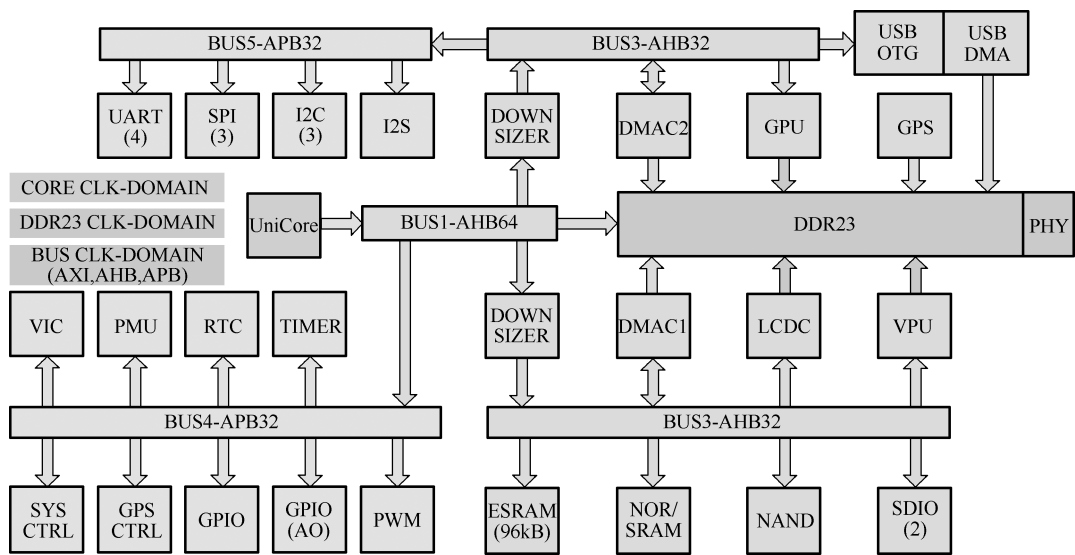 BUS5-APB32
BUS3-AHB32
USB
OTG
USB
DMA
UART
(4)
SPI
(3)
I2C
(3)
I2S
DOWN
SIZER
DMAC2
GPU
GPS
CORE CLK-DOMAIN
DDR23 CLK-DOMAIN
BUS CLK-DOMAIN
(AXI,AHB,APB)
UniCore
BUS1-AHB64
DDR23
PHY
VIC
PMU
RTC
TIMER
DOWN
SIZER
DMAC1
LCDC
VPU
BUS4-APB32
BUS3-AHB32
SYS
CTRL
GPS
CTRL
GPIO
GPIO
(AO)
PWM
ESRAM
(96kB)
NOR/
SRAM
NAND
SDIO
(2)